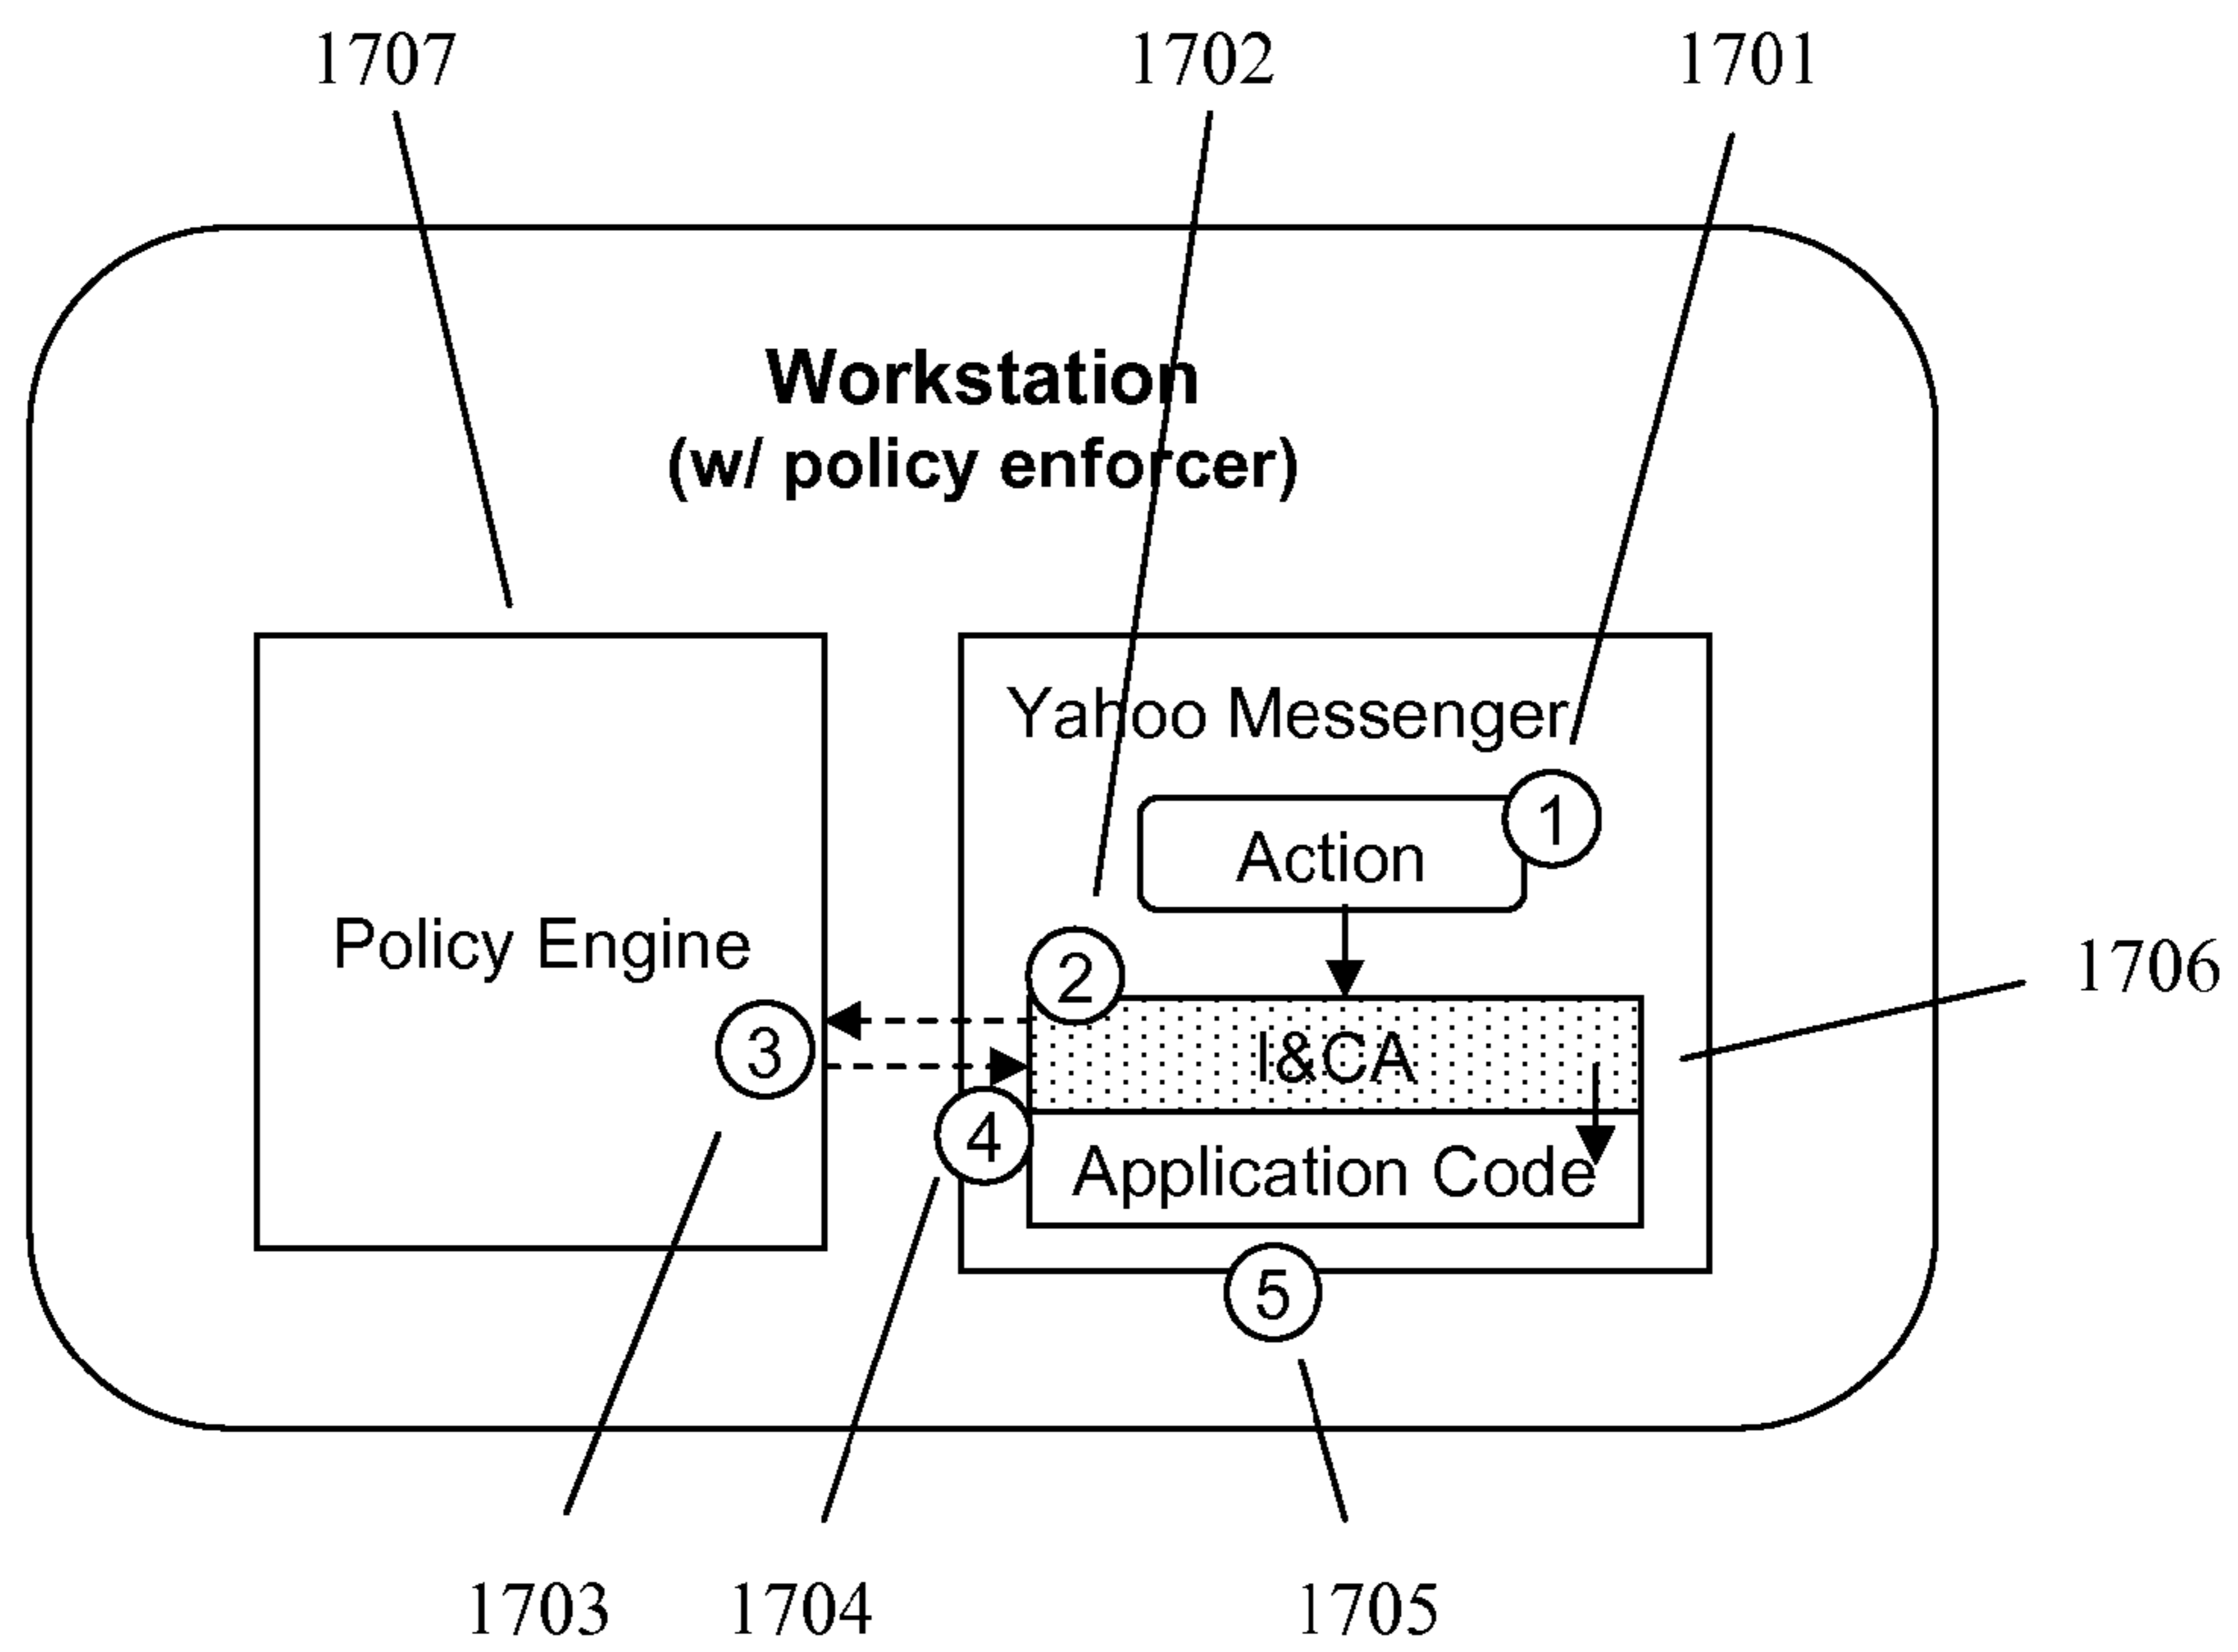 1707 1702 1701
Workstation
(w/ policy enforcer)
Yahoo Messenger
1
Action
Policy Engine
2
1706
3
I&CA
4
Application Code
5
1703 1704 1705